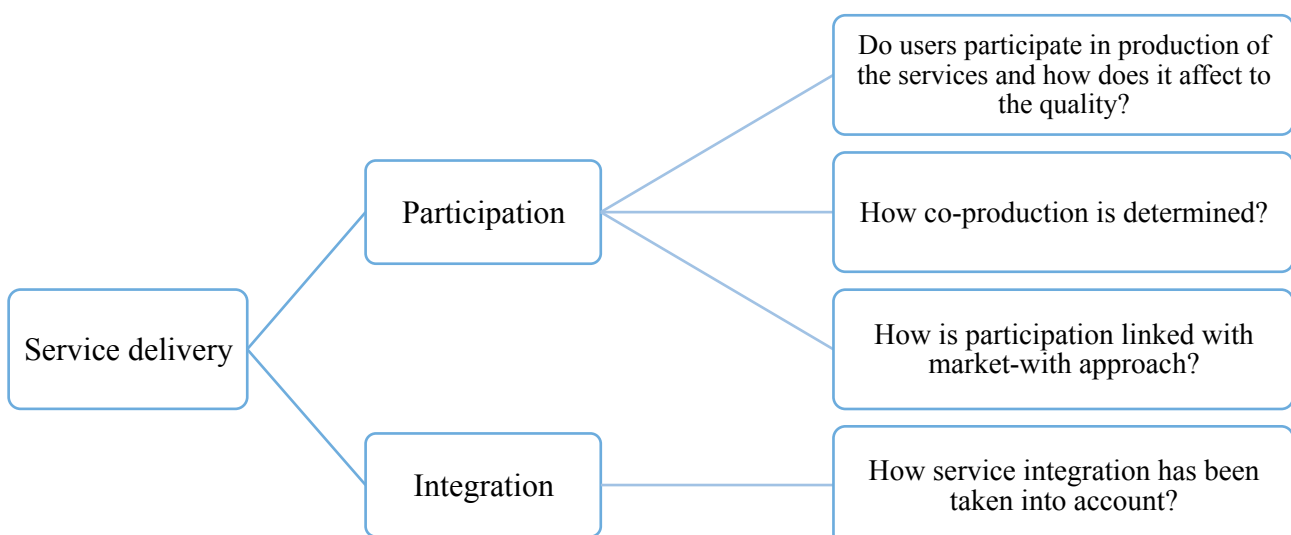 Do users participate in production of
the services and how does it affect to
the quality?
Participation
How co-production is determined?
How is participation linked with
market-with approach?
Service delivery
Integration
How service integration has been
taken into account?